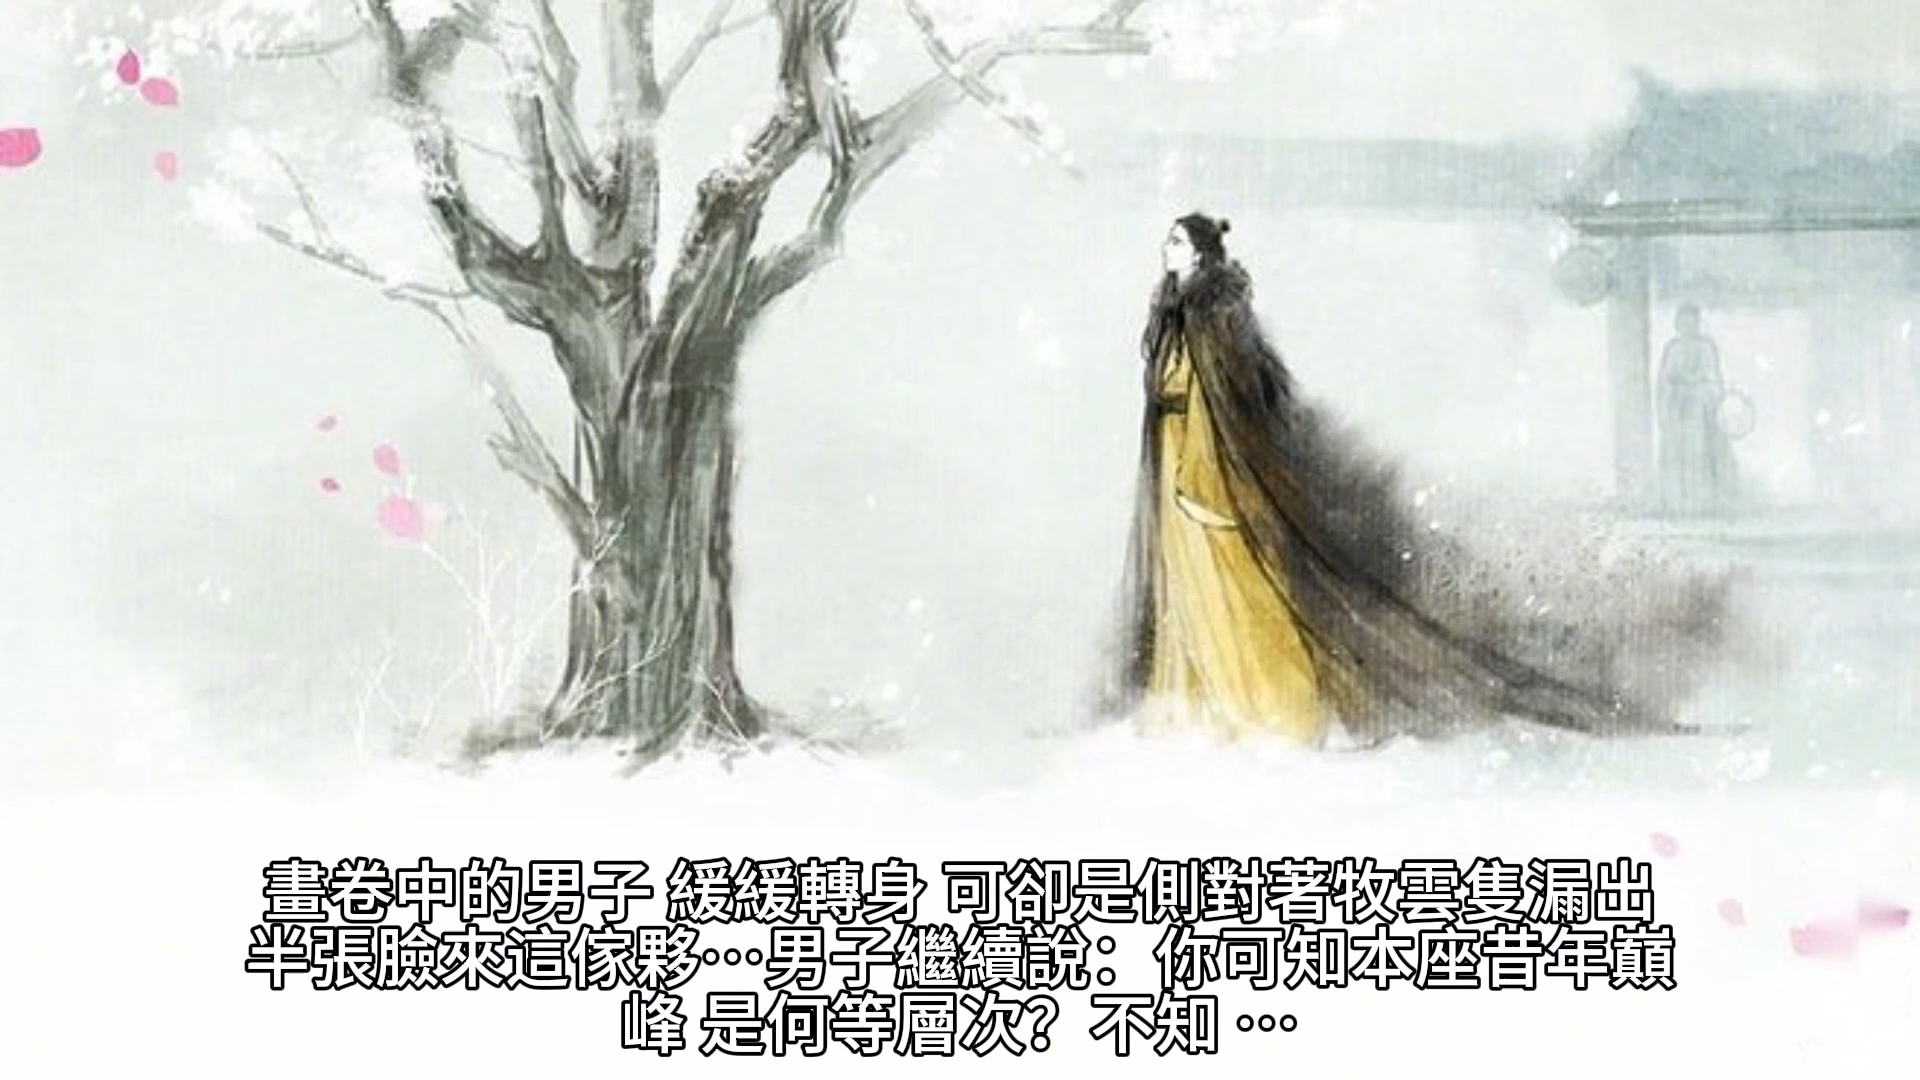 畫卷中的男子 緩緩轉身 可卻是側對著牧雲隻漏出
半張臉來這傢夥…男子繼續說：你可知本座昔年巔
峰 是何等層次？不知 …